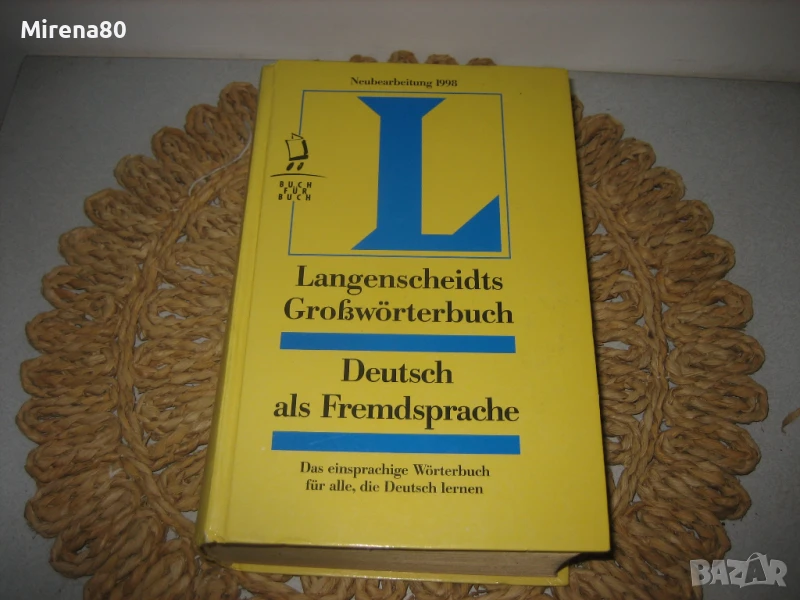 Mirena80
Neubearbeitung 1998
L
BUCH
FÜR
BUCH
Langenscheidts
Großwörterbuch
Deutsch
als Fremdsprache
Das einsprachige Wörterbuch
für alle, die Deutsch lernen
BAZAR